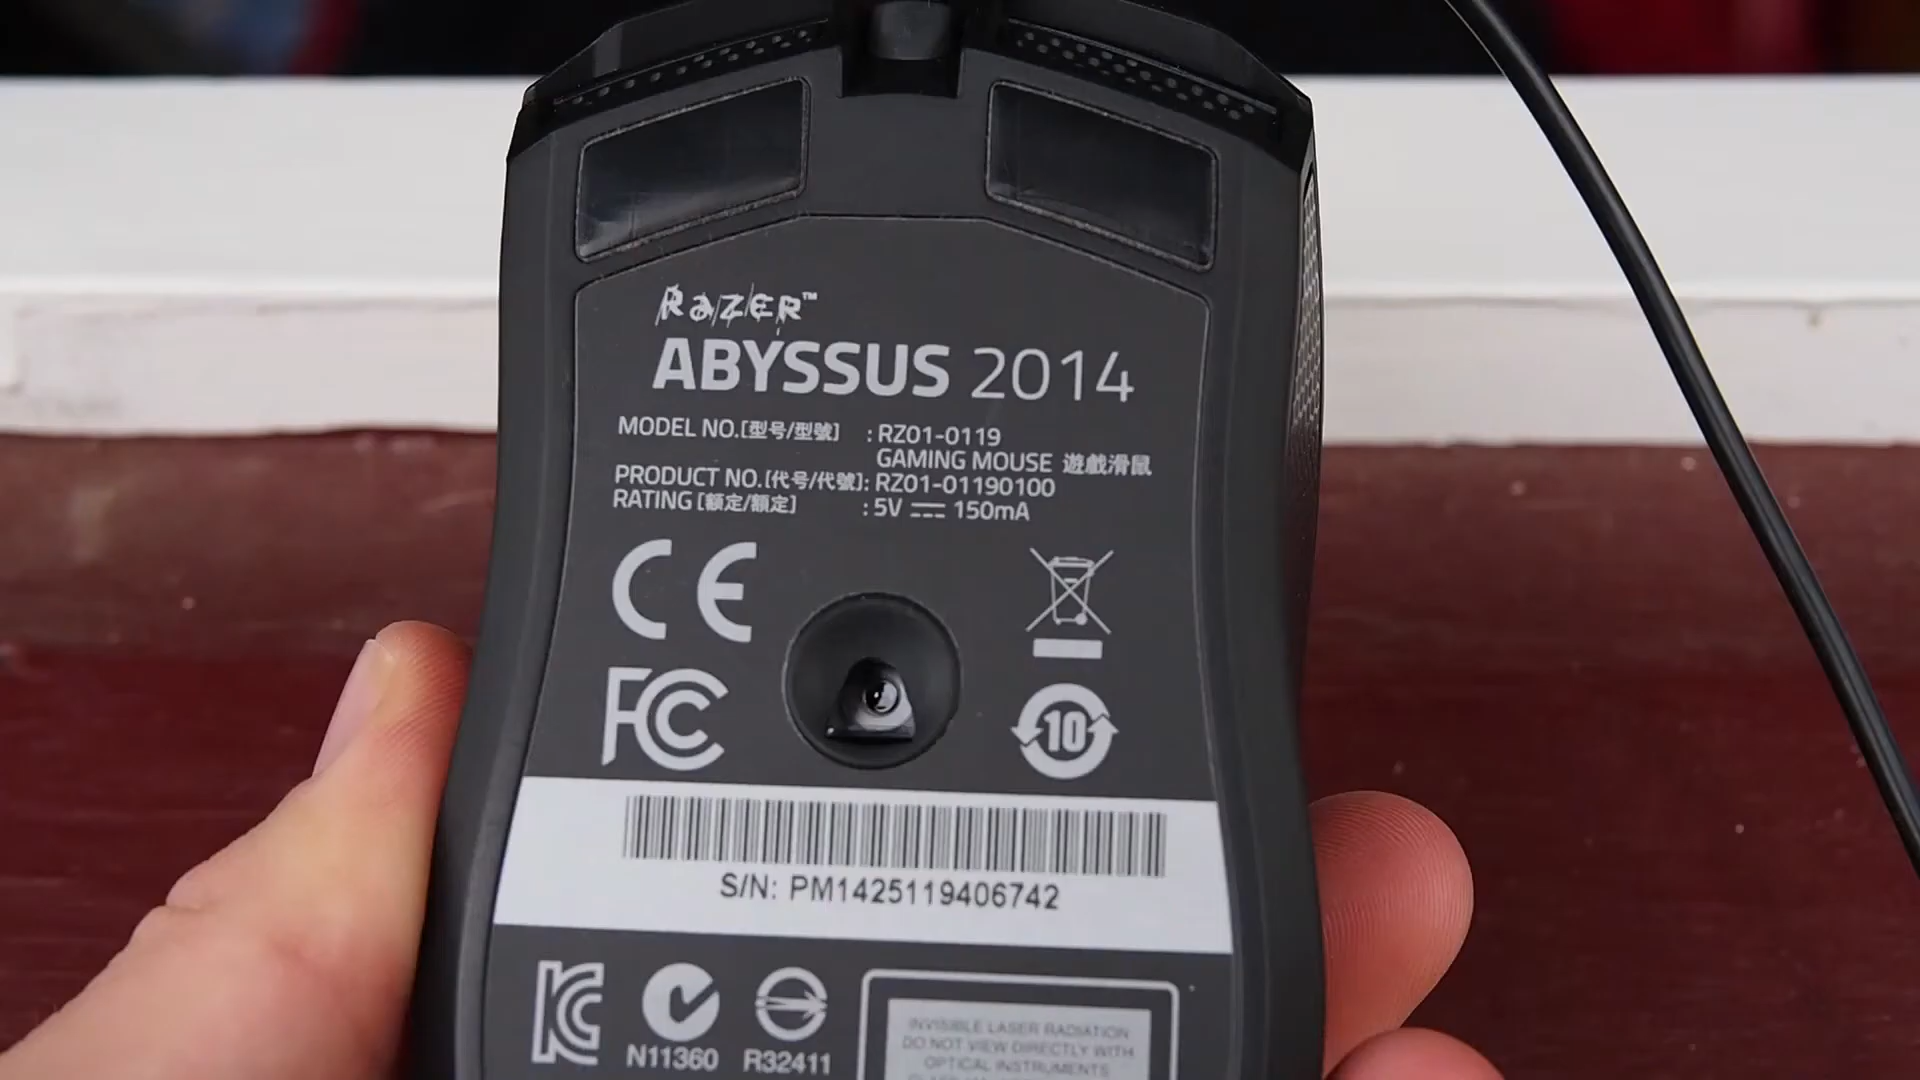 RAZER™
ABYSSUS 2014
MODEL NO.[型号/型號] : RZ01-0119
GAMING MOUSE 遊戲滑鼠
PRODUCT NO.[代号/代號]: RZ01-01190100
RATING [额定/額定] : 5V ⎓ 150mA
CE
FC
10
S/N: PM1425119406742
N11360
R32411
INVISIBLE LASER RADIATION
DO NOT VIEW DIRECTLY WITH
OPTICAL INSTRUMENTS